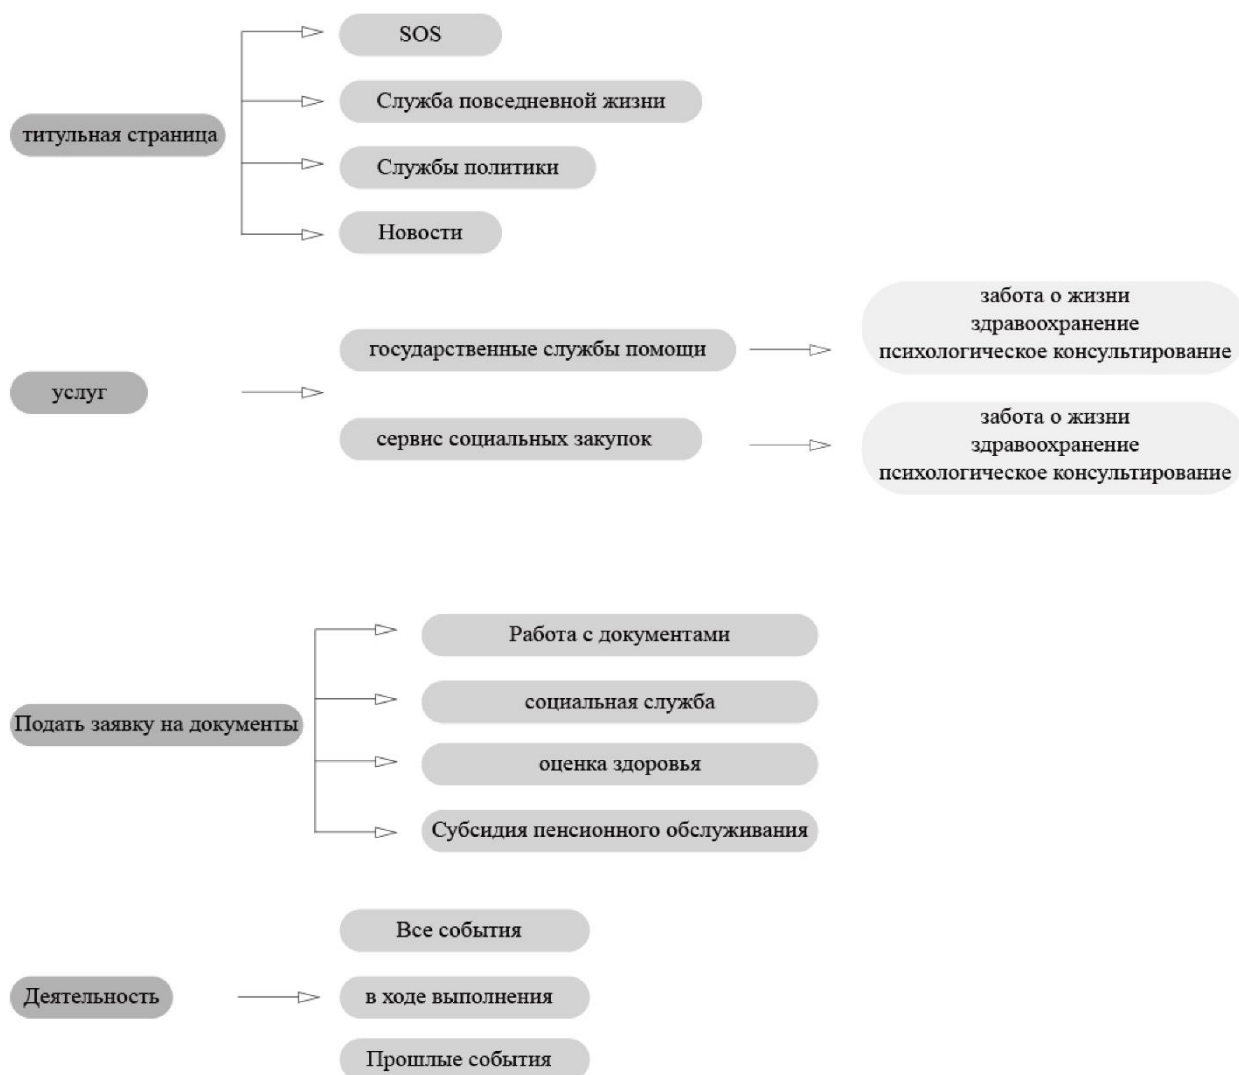 SOS
Служба повседневной жизни
титульная страница
Службы политики
Новости
забота о жизни
здравоохранение
психологическое консультирование
государственные службы помощи
услуг
сервис социальных закупок
забота о жизни
здравоохранение
психологическое консультирование
Работа с документами
социальная служба
Подать заявку на документы
оценка здоровья
Субсидия пенсионного обслуживания
Все события
Деятельность
в ходе выполнения
Прошлые события